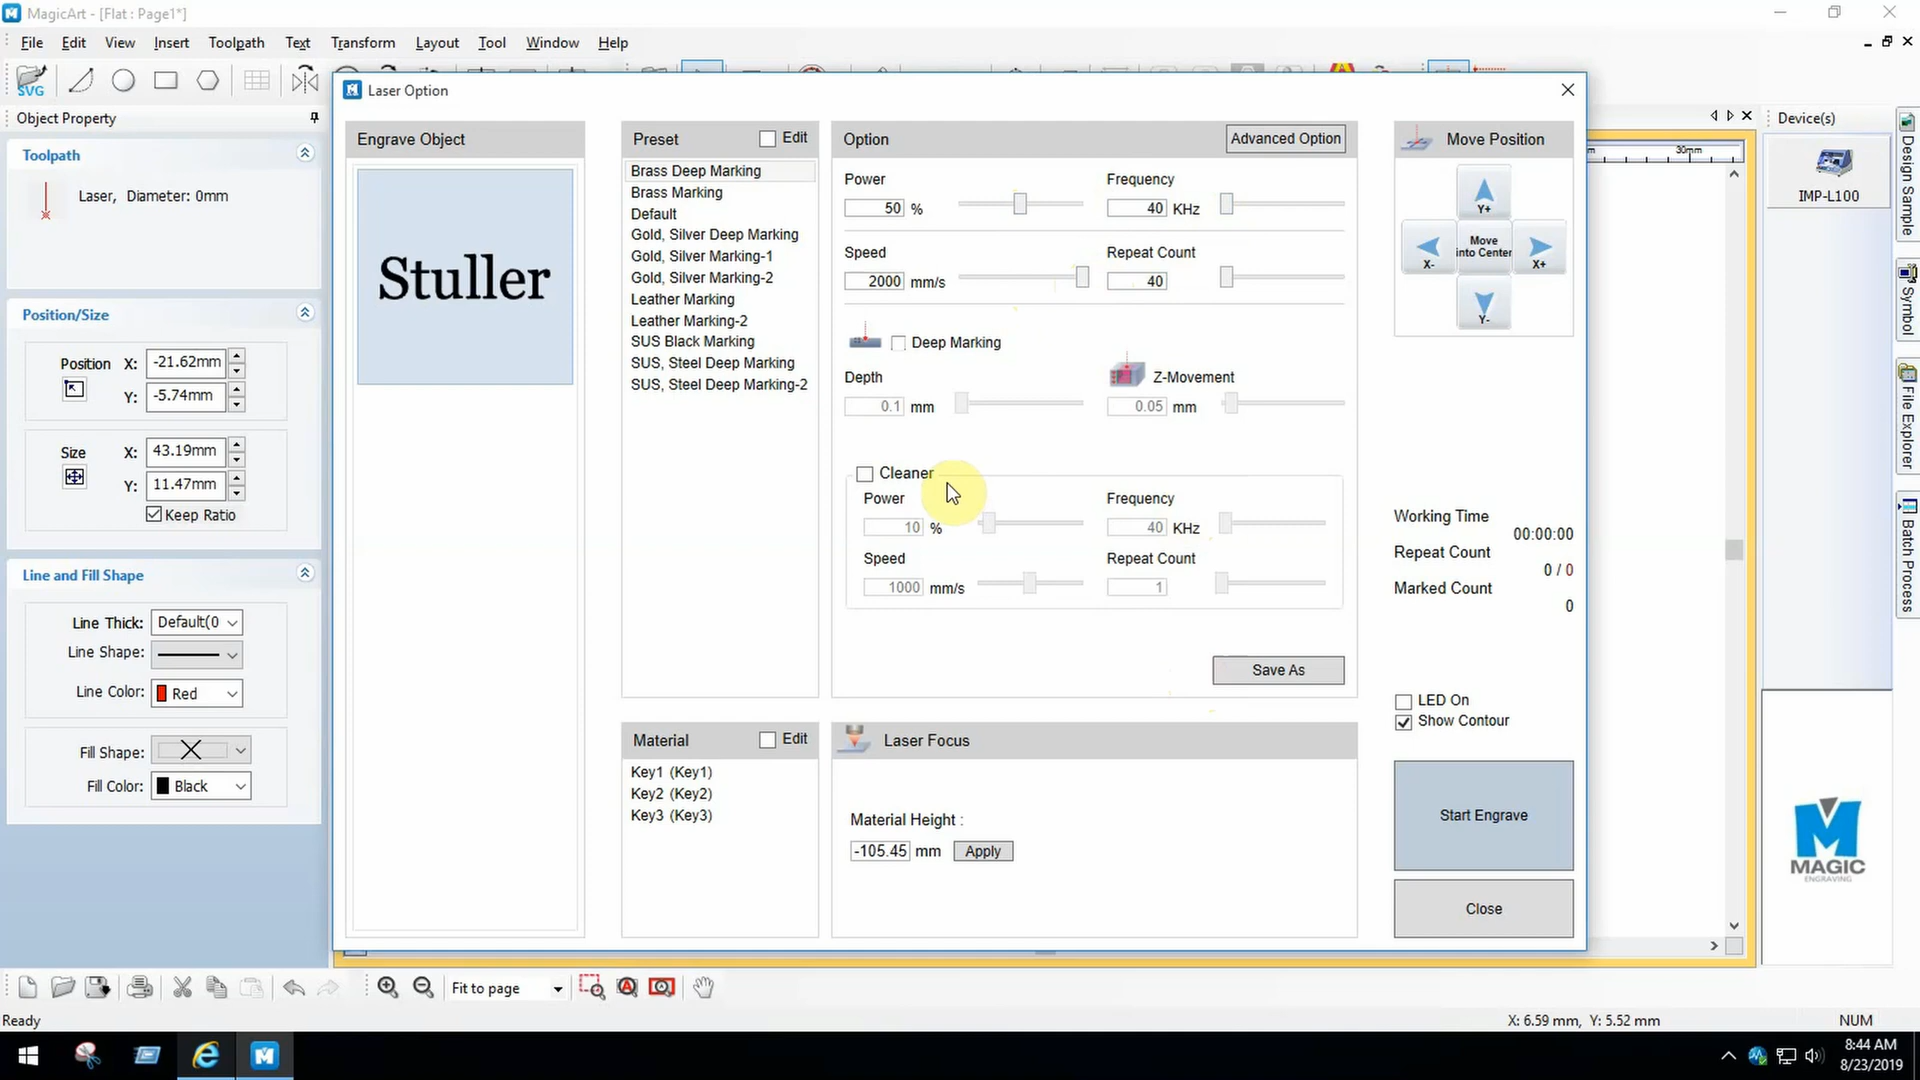 MagicArt - [Flat : Page1*]
File Edit View Insert Toolpath Text Transform Layout Tool Window Help
SVG
Object Property
Toolpath
Laser, Diameter: 0mm
Position/Size
Position X: -21.62mm
Y: -5.74mm
Size X: 43.19mm
Y: 11.47mm
Keep Ratio
Line and Fill Shape
Line Thick: Default(0
Line Shape:
Line Color: Red
Fill Shape:
Fill Color: Black
Laser Option
Engrave Object
Stuller
Preset Edit
Brass Deep Marking
Brass Marking
Default
Gold, Silver Deep Marking
Gold, Silver Marking-1
Gold, Silver Marking-2
Leather Marking
Leather Marking-2
SUS Black Marking
SUS, Steel Deep Marking
SUS, Steel Deep Marking-2
Material Edit
Key1 (Key1)
Key2 (Key2)
Key3 (Key3)
Option Advanced Option
Power Frequency
50 % 40 KHz
Speed Repeat Count
2000 mm/s 40
Deep Marking
Depth Z-Movement
0.1 mm 0.05 mm
Cleaner
Power Frequency
10 % 40 KHz
Speed Repeat Count
1000 mm/s 1
Save As
Laser Focus
Material Height :
-105.45 mm Apply
Move Position
Y+
X- Move into Center X+
Y-
Working Time
00:00:00
Repeat Count
0 / 0
Marked Count
0
LED On
Show Contour
Start Engrave
Close
30mm
Device(s)
IMP-L100
MAGIC
ENGRAVING
Design Sample
Symbol
File Explorer
Batch Process
Fit to page
Ready
X: 6.59 mm, Y: 5.52 mm NUM
8:44 AM
8/23/2019